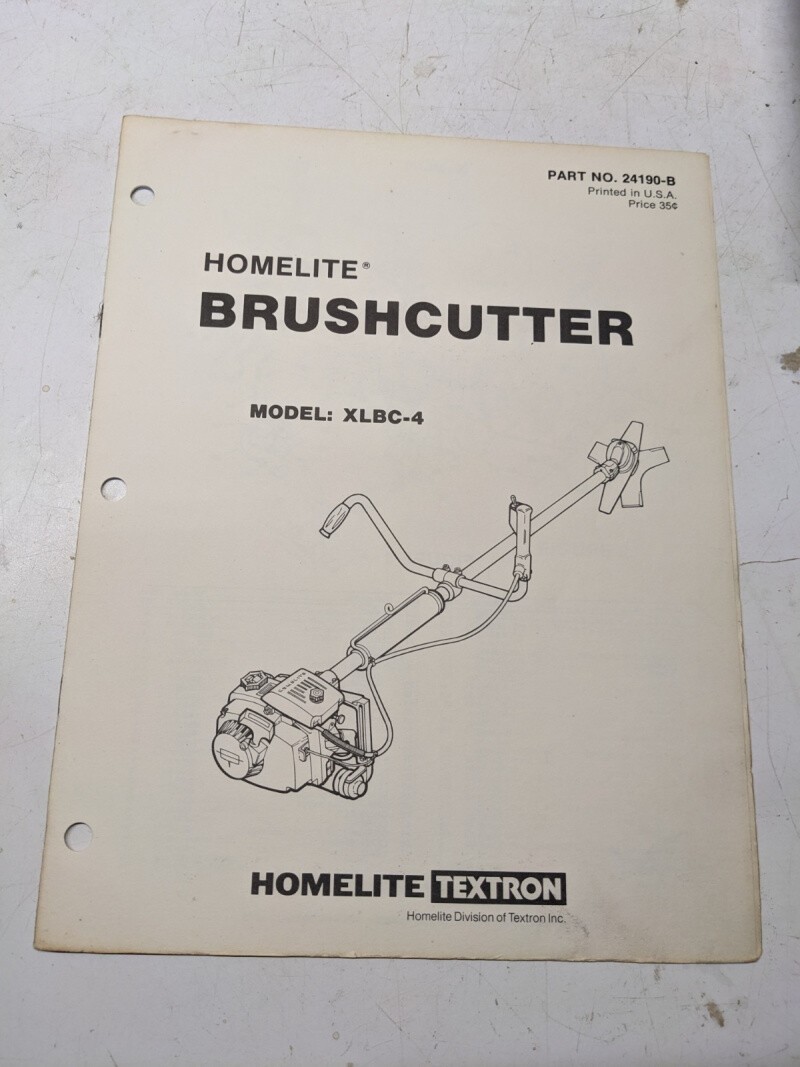 PART NO. 24190-B
Printed in U.S.A.
Price 35¢
HOMELITE®
BRUSHCUTTER
MODEL: XLBC-4
HOMELITE TEXTRON
Homelite Division of Textron Inc.